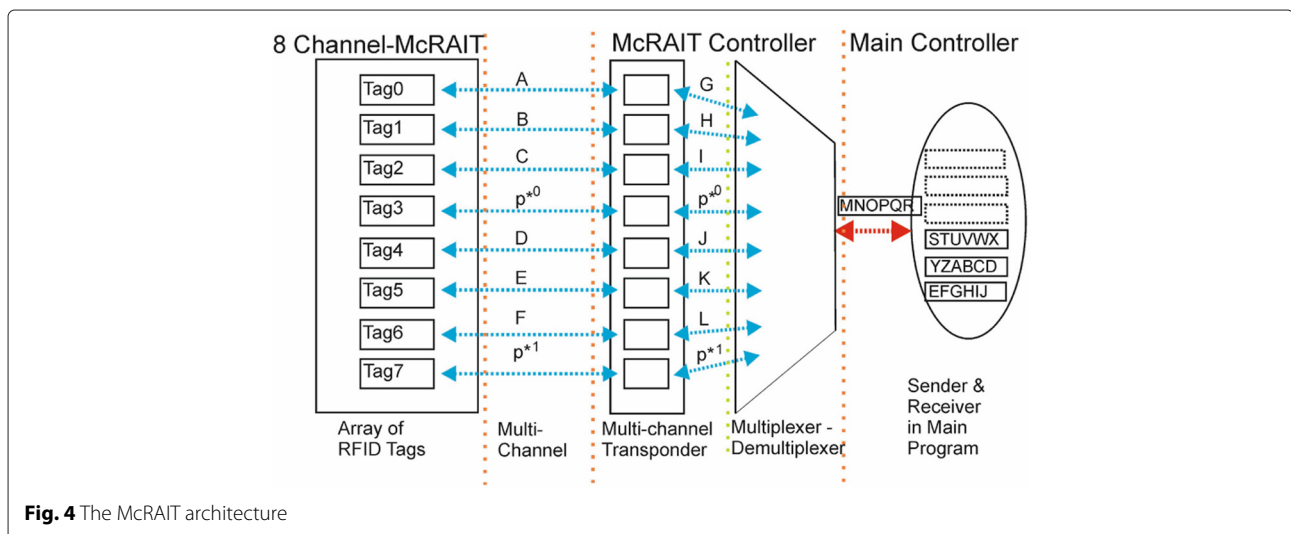 8 Channel-McRAIT
McRAIT Controller
Main Controller
Tag0
A
G
Tag1
B
H
Tag2
C
I
Tag3
p*0
p*0
Tag4
D
J
Tag5
E
K
Tag6
F
L
Tag7
p*1
p*1
MNOPQR
STUVWX
YZABCD
EFGHIJ
Array of
RFID Tags
Multi-
Channel
Multi-channel
Transponder
Multiplexer -
Demultiplexer
Sender &
Receiver
in Main
Program
Fig. 4 The McRAIT architecture